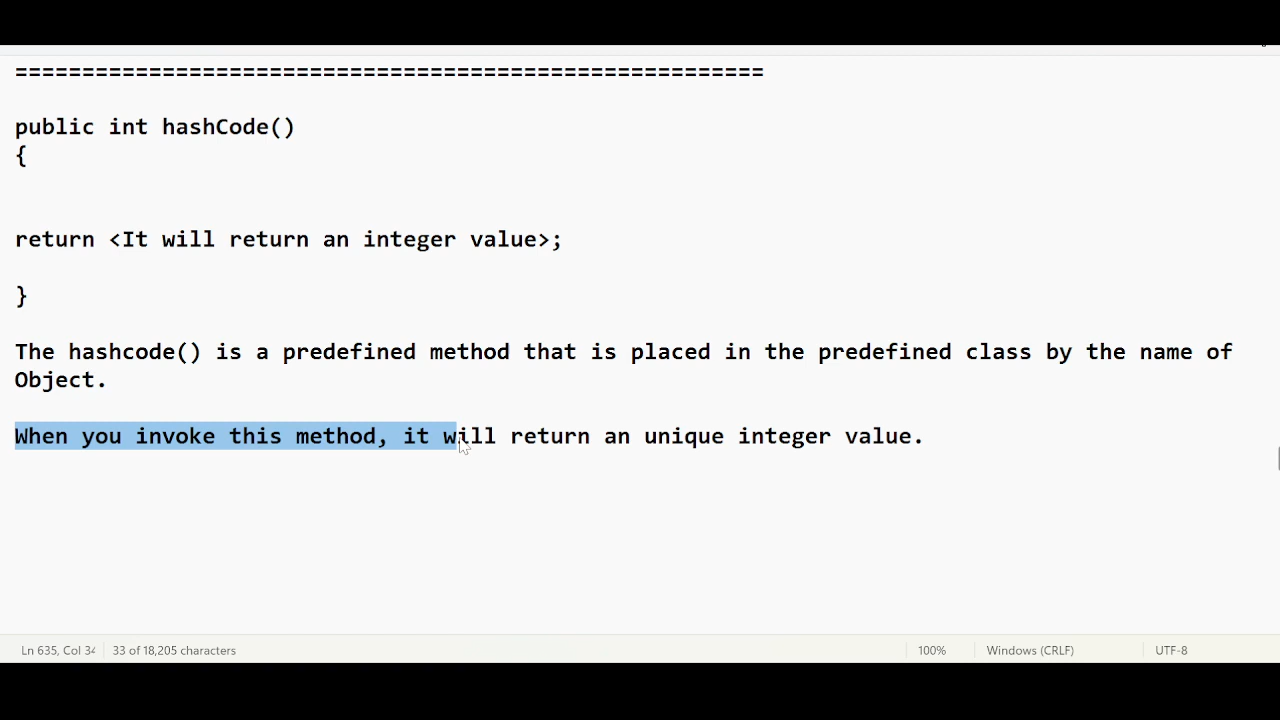 ========================================================
public int hashCode()
{
return <It will return an integer value>;
}
The hashcode() is a predefined method that is placed in the predefined class by the name of
Object.
When you invoke this method, it will return an unique integer value.
Ln 635, Col 34
33 of 18,205 characters
100%
Windows (CRLF)
UTF-8